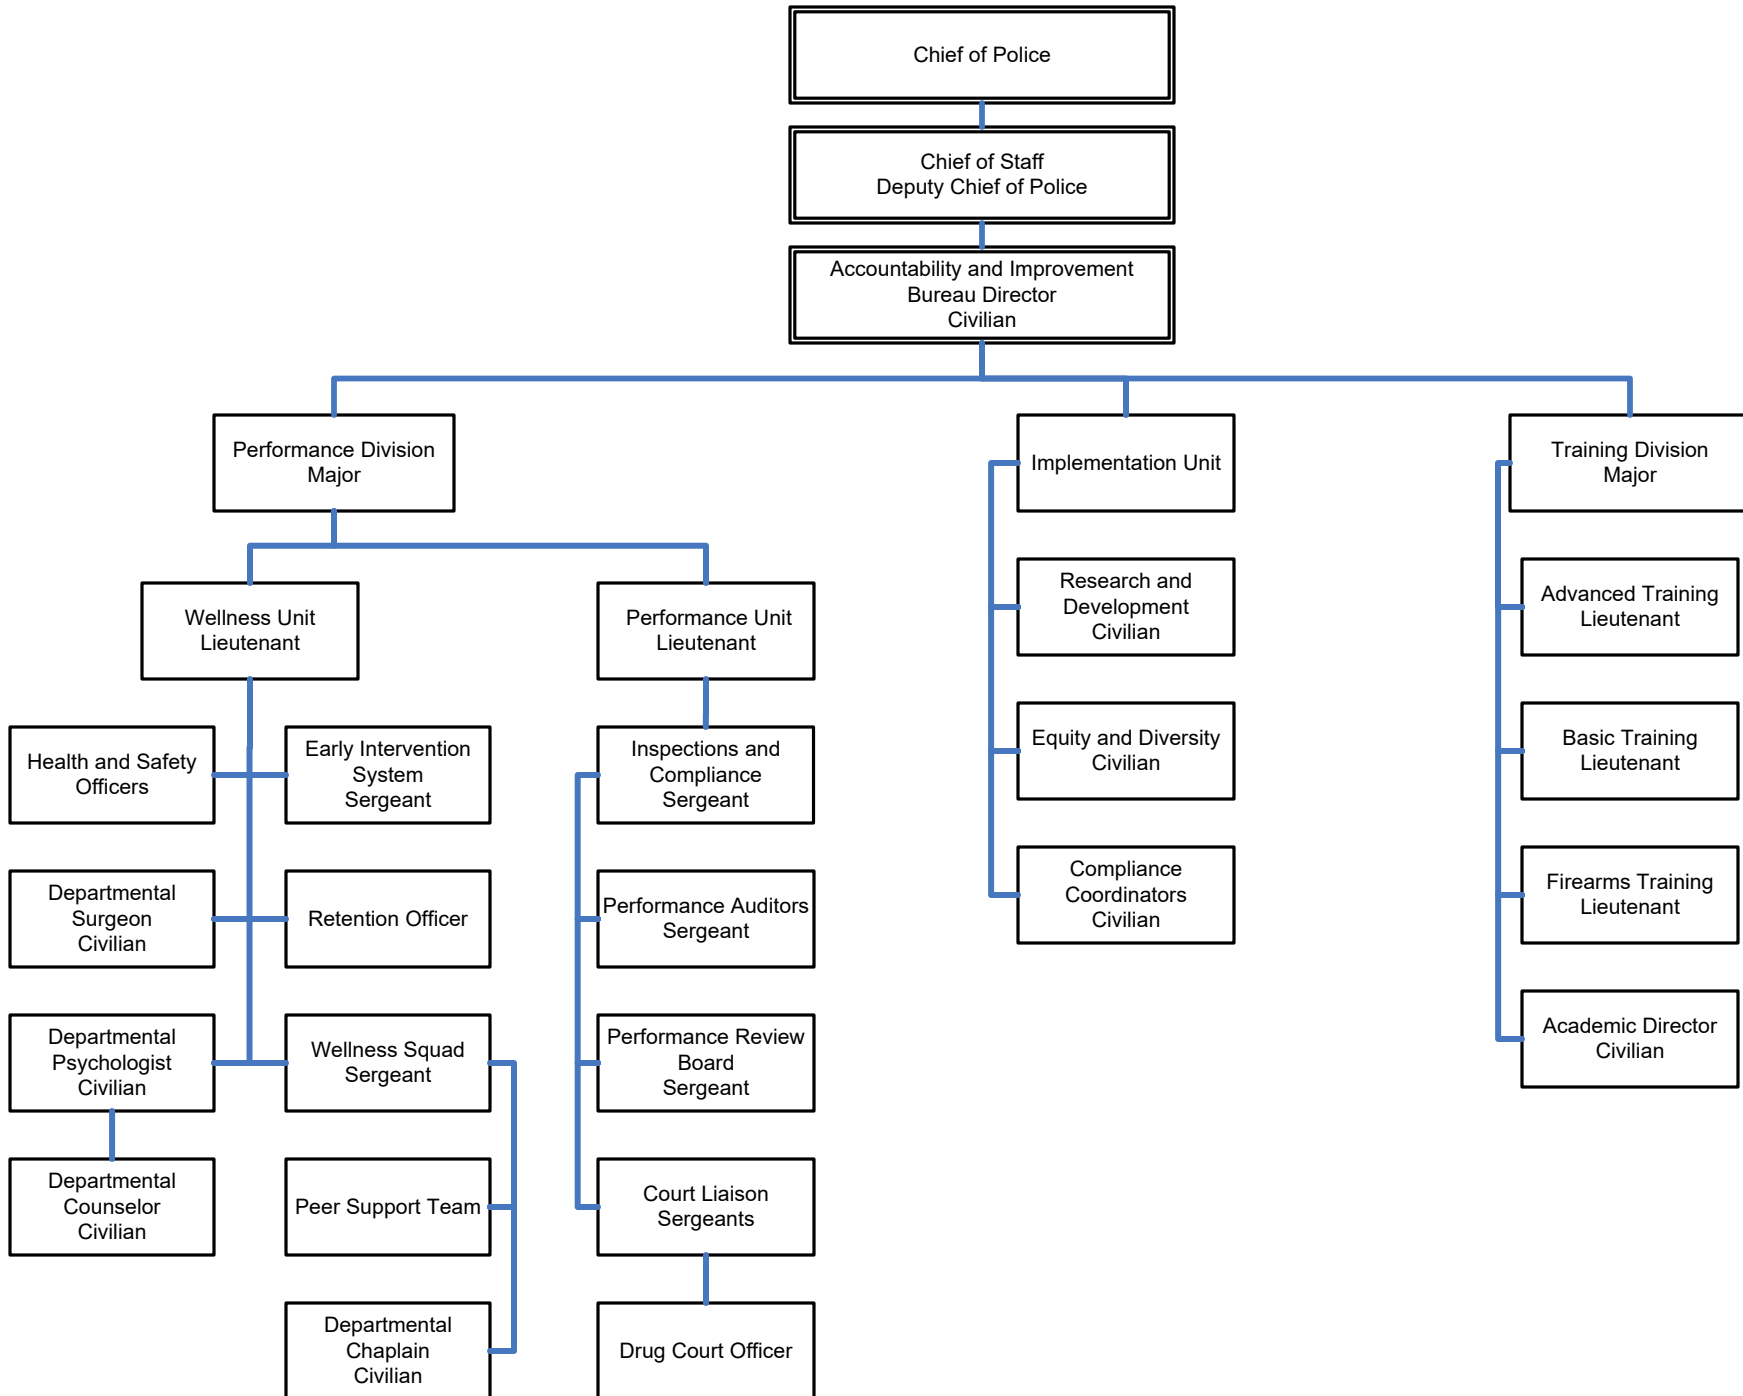 Chief of Police
Chief of Staff
Deputy Chief of Police
Accountability and Improvement
Bureau Director
Civilian
Performance Division
Major
Implementation Unit
Training Division
Major
Wellness Unit
Lieutenant
Performance Unit
Lieutenant
Research and
Development
Civilian
Advanced Training
Lieutenant
Health and Safety
Officers
Early Intervention
System
Sergeant
Inspections and
Compliance
Sergeant
Equity and Diversity
Civilian
Basic Training
Lieutenant
Departmental
Surgeon
Civilian
Retention Officer
Performance Auditors
Sergeant
Compliance
Coordinators
Civilian
Firearms Training
Lieutenant
Departmental
Psychologist
Civilian
Wellness Squad
Sergeant
Performance Review
Board
Sergeant
Academic Director
Civilian
Departmental
Counselor
Civilian
Peer Support Team
Court Liaison
Sergeants
Departmental
Chaplain
Civilian
Drug Court Officer